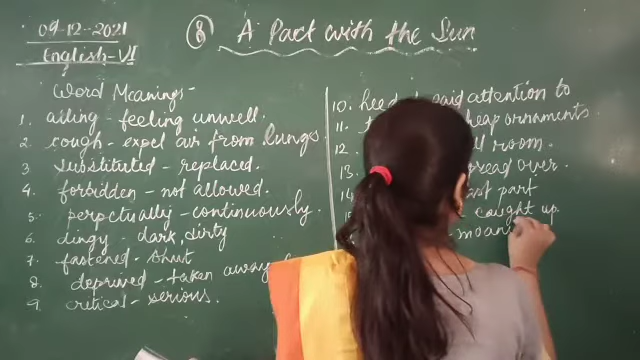 09-12-2021
English-VI
⑧ A Pact with the Sun
Word Meanings-
1. ailing - feeling unwell.
2. cough - expel air from lungs.
3. substituted - replaced.
4. forbidden - not allowed.
5. perpetually - continuously.
6. dingy - dark, dirty
7. fastened - shut
8. deprived - taken away
9. critical - serious.
10. heed - paid attention to
11. heap ornaments
12 room.
13. over.
14 part
caught up.
moan